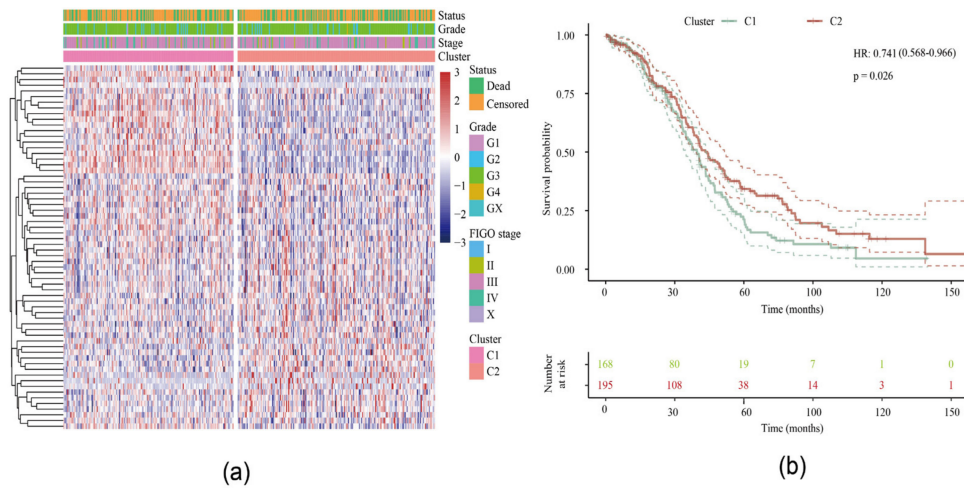 Status
Grade
Stage
Cluster
3
2
1
0
−1
−2
−3
Status
Dead
Censored
Grade
G1
G2
G3
G4
GX
FIGO stage
I
II
III
IV
X
Cluster
C1
C2
(a)
Cluster C1 C2
HR: 0.741 (0.568-0.966)
p = 0.026
Survival probability
1.00
0.75
0.50
0.25
0.00
0 30 60 100 120 150
Time (months)
Number
at risk
168 80 19 7 1 0
195 108 38 14 3 1
0 30 60 100 120 150
Time (months)
(b)